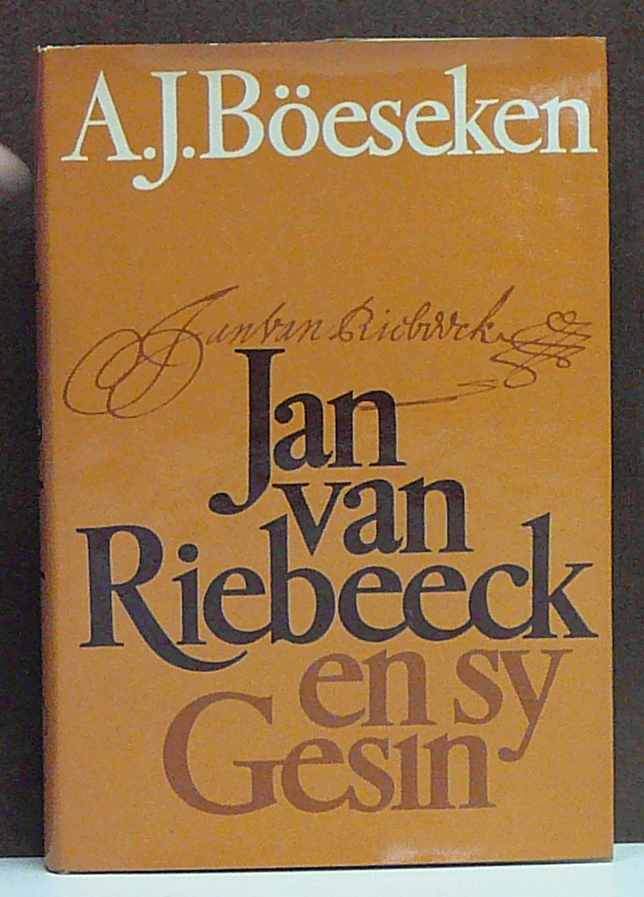 A.J. Böeseken
Jan van Riebeeck
Jan
van
Riebeeck
en sy
Gesin